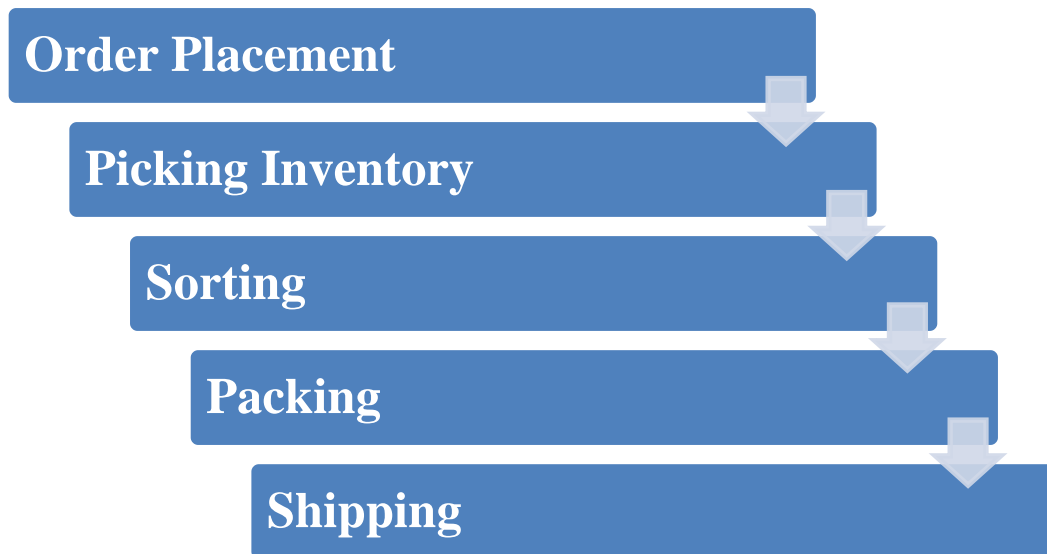 Order Placement
Picking Inventory
Sorting
Packing
Shipping